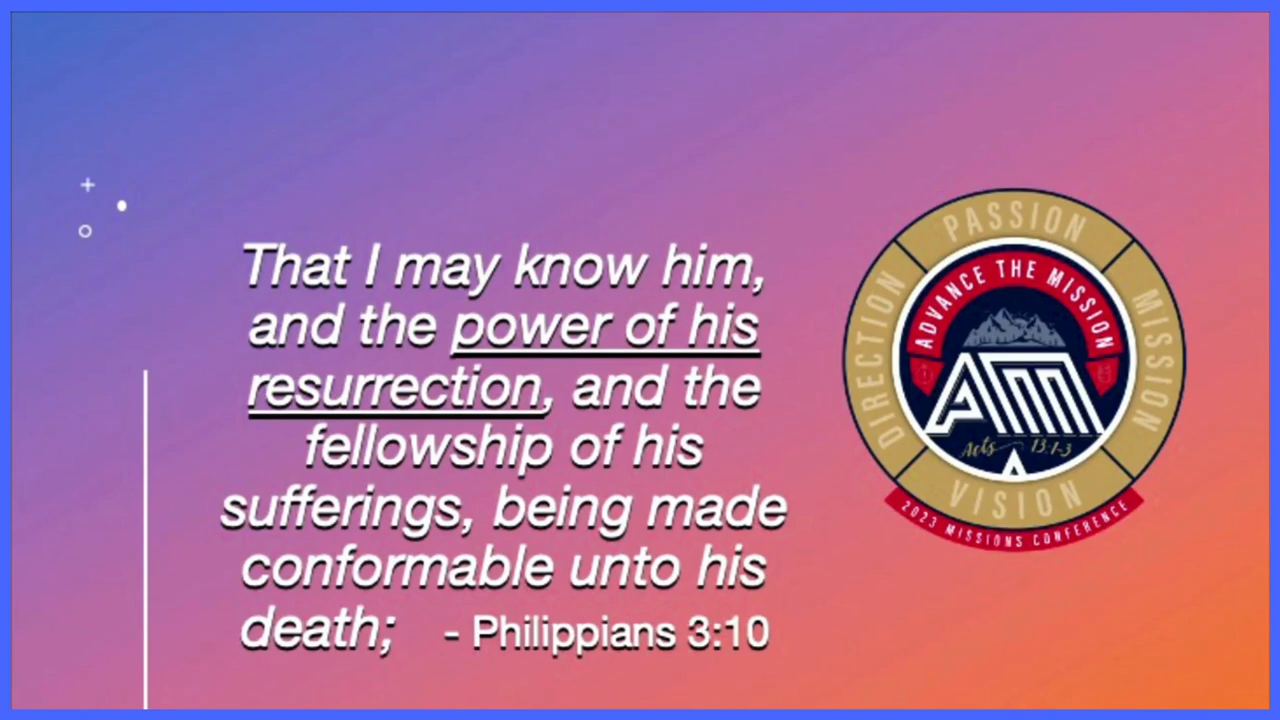 That I may know him,
and the power of his
resurrection, and the
fellowship of his
sufferings, being made
conformable unto his
death; - Philippians 3:10
PASSION
DIRECTION
MISSION
VISION
ADVANCE THE MISSION
ATM
Acts 13:1-3
2023 MISSIONS CONFERENCE